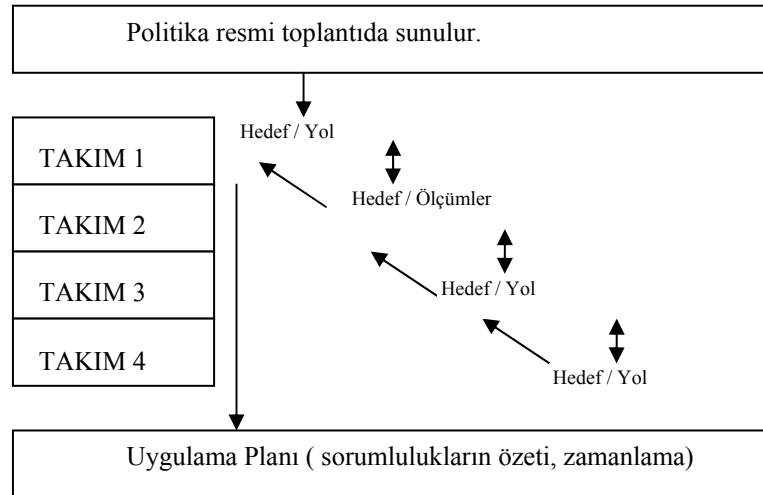 Politika resmi toplantıda sunulur.
Hedef / Yol
TAKIM 1
Hedef / Ölçümler
TAKIM 2
TAKIM 3
Hedef / Yol
TAKIM 4
Hedef / Yol
Uygulama Planı ( sorumlulukların özeti, zamanlama)